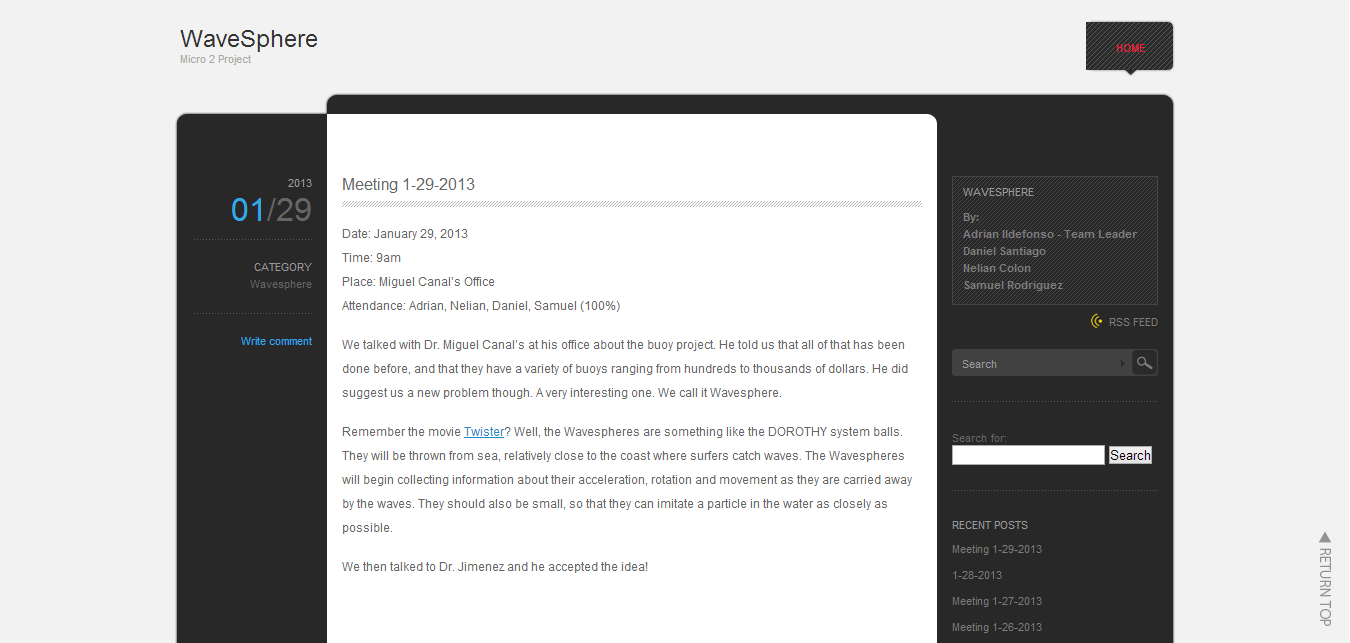 WaveSphere
Micro 2 Project
HOME
2013
01/29
CATEGORY
Wavesphere
Write comment
Meeting 1-29-2013
Date: January 29, 2013
Time: 9am
Place: Miguel Canal's Office
Attendance: Adrian, Nelian, Daniel, Samuel (100%)
We talked with Dr. Miguel Canal's at his office about the buoy project. He told us that all of that has been
done before, and that they have a variety of buoys ranging from hundreds to thousands of dollars. He did
suggest us a new problem though. A very interesting one. We call it Wavesphere.
Remember the movie Twister? Well, the Wavespheres are something like the DOROTHY system balls.
They will be thrown from sea, relatively close to the coast where surfers catch waves. The Wavespheres
will begin collecting information about their acceleration, rotation and movement as they are carried away
by the waves. They should also be small, so that they can imitate a particle in the water as closely as
possible.
We then talked to Dr. Jimenez and he accepted the idea!
WAVESPHERE
By:
Adrian Ildefonso - Team Leader
Daniel Santiago
Nelian Colon
Samuel Rodriguez
RSS FEED
Search
Search for:
Search
RECENT POSTS
Meeting 1-29-2013
1-28-2013
Meeting 1-27-2013
Meeting 1-26-2013
RETURN TOP